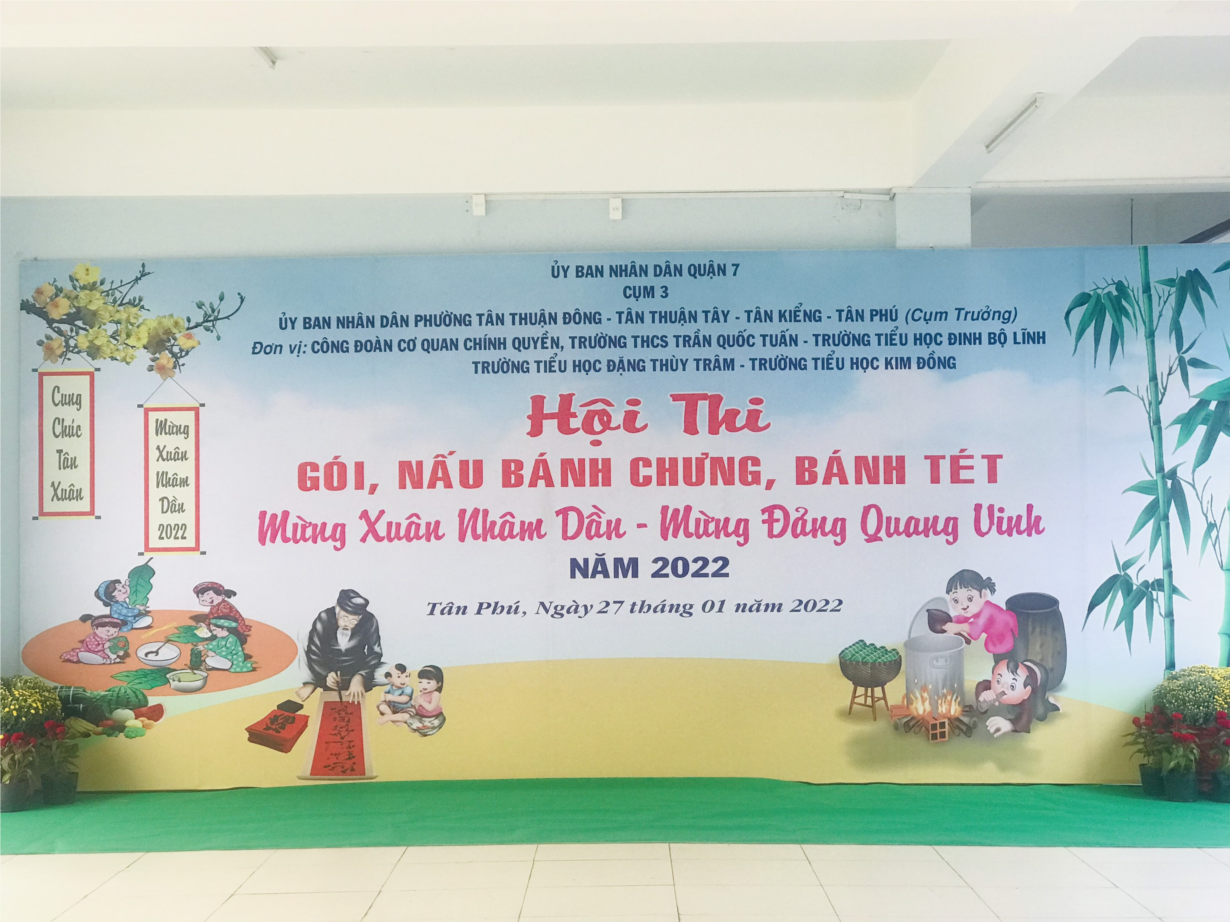 ỦY BAN NHÂN DÂN QUẬN 7
CỤM 3
ỦY BAN NHÂN DÂN PHƯỜNG TÂN THUẬN ĐÔNG - TÂN THUẬN TÂY - TÂN KIỂNG - TÂN PHÚ (Cụm Trưởng)
Đơn vị: CÔNG ĐOÀN CƠ QUAN CHÍNH QUYỀN, TRƯỜNG THCS TRẦN QUỐC TUẤN - TRƯỜNG TIỂU HỌC ĐINH BỘ LĨNH
TRƯỜNG TIỂU HỌC ĐẶNG THÙY TRÂM - TRƯỜNG TIỂU HỌC KIM ĐỒNG
Cung
Chúc
Tân
Xuân
Mừng
Xuân
Nhâm
Dần
2022
Hội Thi
GÓI, NẤU BÁNH CHƯNG, BÁNH TÉT
Mừng Xuân Nhâm Dần - Mừng Đảng Quang Vinh
NĂM 2022
Tân Phú, Ngày 27 tháng 01 năm 2022